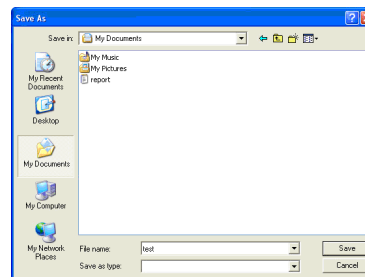 Save As
Save in:
My Documents
My Music
My Pictures
report
My Recent
Documents
Desktop
My Documents
My Computer
My Network
Places
File name:
test
Save
Save as type:
Cancel